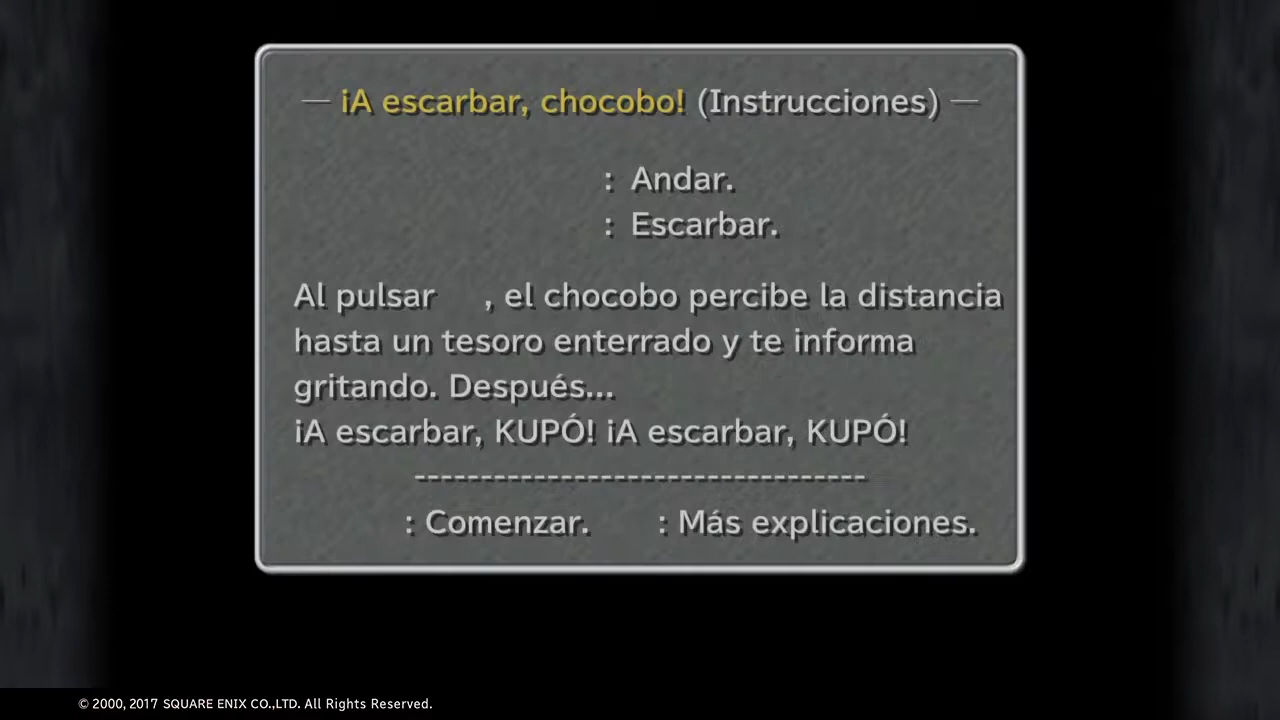 — ¡A escarbar, chocobo! (Instrucciones) —
: Andar.
: Escarbar.
Al pulsar , el chocobo percibe la distancia
hasta un tesoro enterrado y te informa
gritando. Después...
¡A escarbar, KUPÓ! ¡A escarbar, KUPÓ!
----------------------------------
: Comenzar. : Más explicaciones.
© 2000, 2017 SQUARE ENIX CO.,LTD. All Rights Reserved.